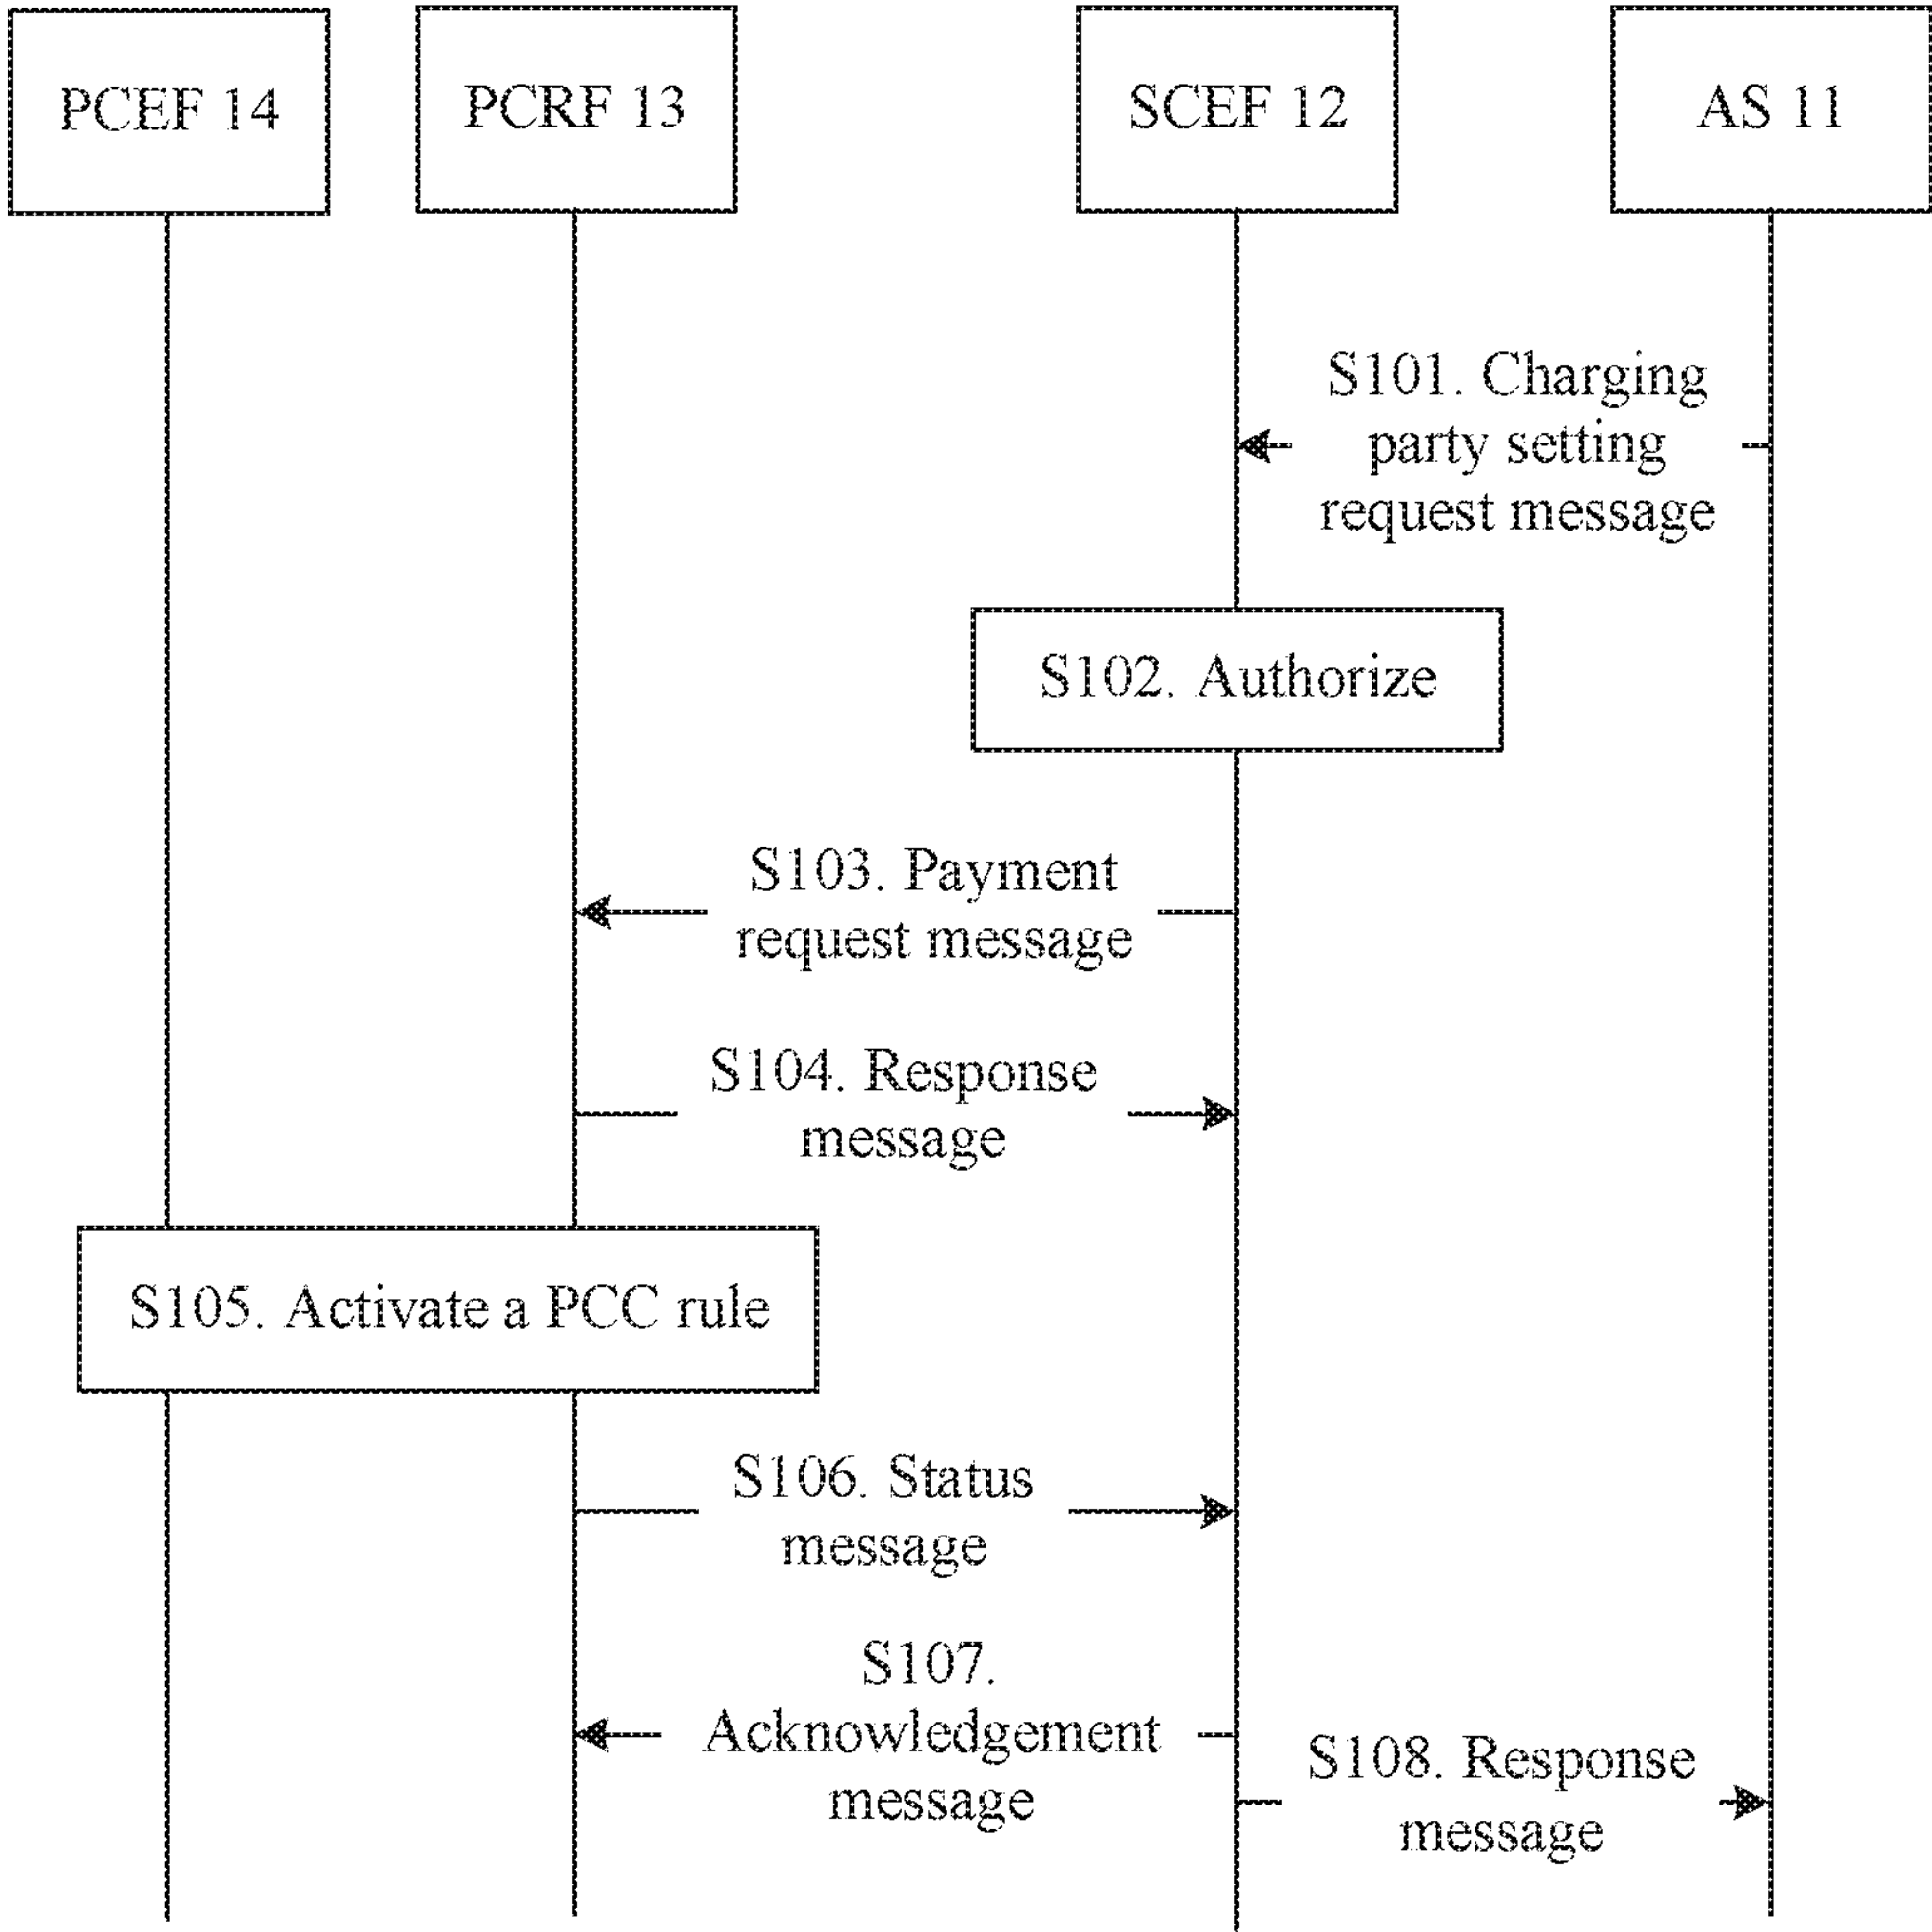 PCEF 14
PCRF 13
SCEF 12
AS 11
S101. Charging
party setting
request message
S102. Authorize
S103. Payment
request message
S104. Response
message
S105. Activate a PCC rule
S106. Status
message
S107.
Acknowledgement
message
S108. Response
message